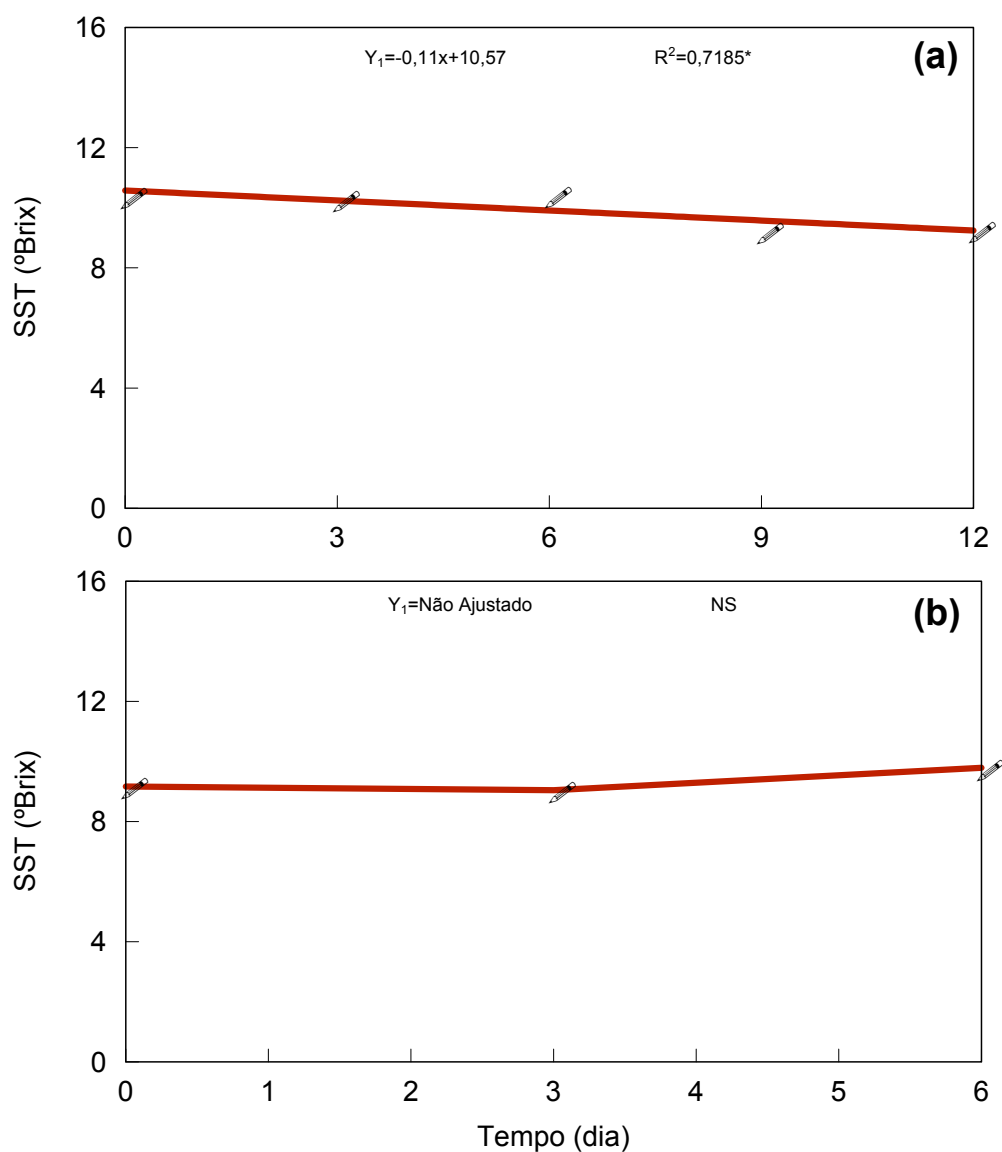 16
Y₁=-0,11x+10,57 R²=0,7185* (a)
12
SST (ºBrix)
8
4
0
0 3 6 9 12
16
Y₁=Não Ajustado NS (b)
12
SST (ºBrix)
8
4
0
0 1 2 3 4 5 6
Tempo (dia)